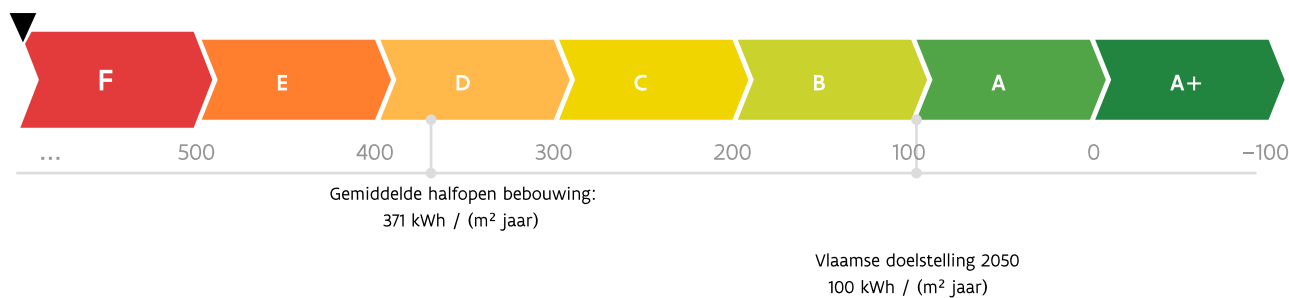 F E D C B A A+
... 500 400 300 200 100 0 −100
Gemiddelde halfopen bebouwing:
371 kWh / (m² jaar)
Vlaamse doelstelling 2050
100 kWh / (m² jaar)